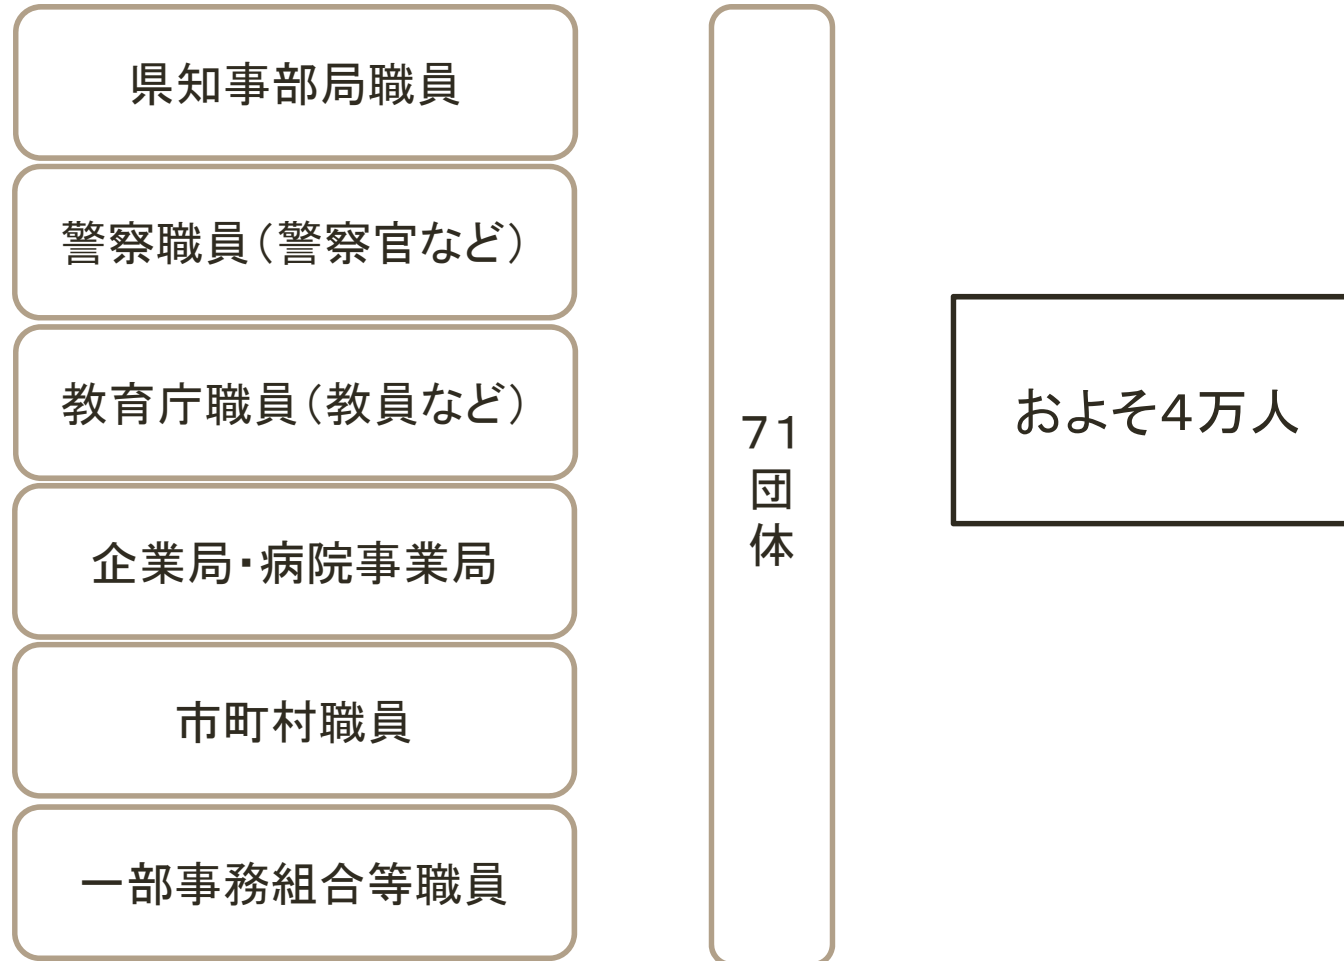 県知事部局職員
警察職員（警察官など）
教育庁職員（教員など）
企業局・病院事業局
市町村職員
一部事務組合等職員
７１
団
体
およそ４万人